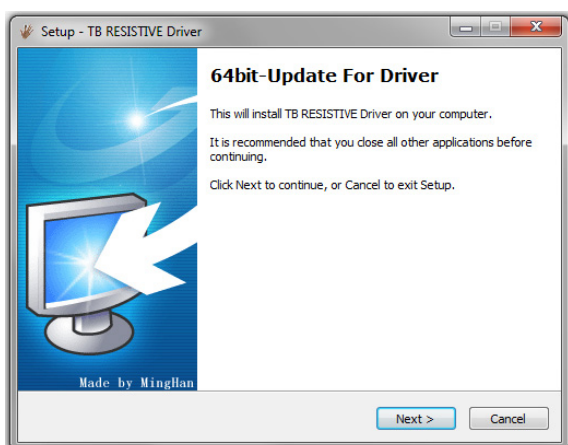 Setup - TB RESISTIVE Driver
64bit-Update For Driver
This will install TB RESISTIVE Driver on your computer.
It is recommended that you close all other applications before
continuing.
Click Next to continue, or Cancel to exit Setup.
Made by MingHan
Next >
Cancel